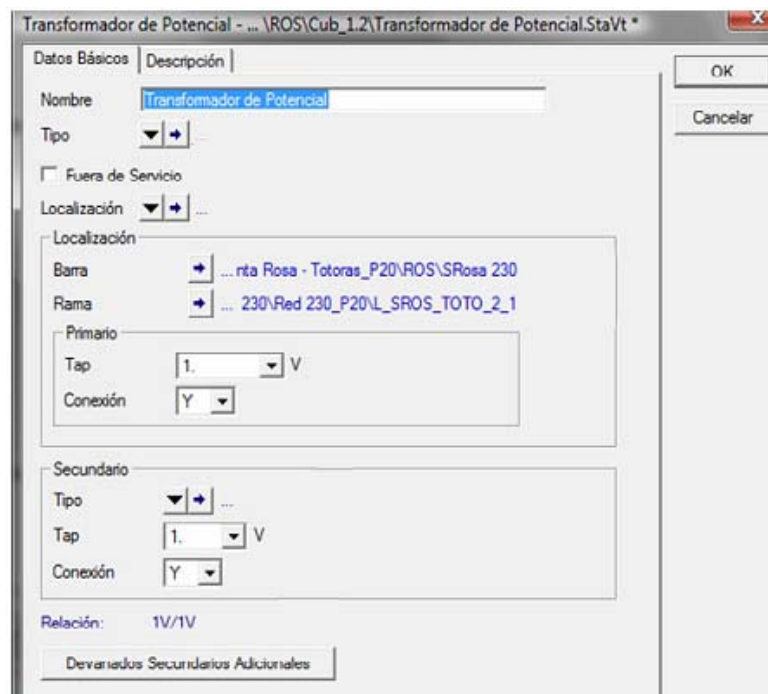 Transformador de Potencial - ... \ROS\Cub_1.2\Transformador de Potencial.StaVt *
Datos Básicos
Descripción
OK
Cancelar
Nombre
Transformador de Potencial
Tipo
...
Fuera de Servicio
Localización
...
Localización
Barra
... nta Rosa - Totoras_P20\ROS\SRosa 230
Rama
... 230\Red 230_P20\L_SROS_TOTO_2_1
Primario
Tap
1.
V
Conexión
Y
Secundario
Tipo
...
Tap
1.
V
Conexión
Y
Relación:
1V/1V
Devanados Secundarios Adicionales